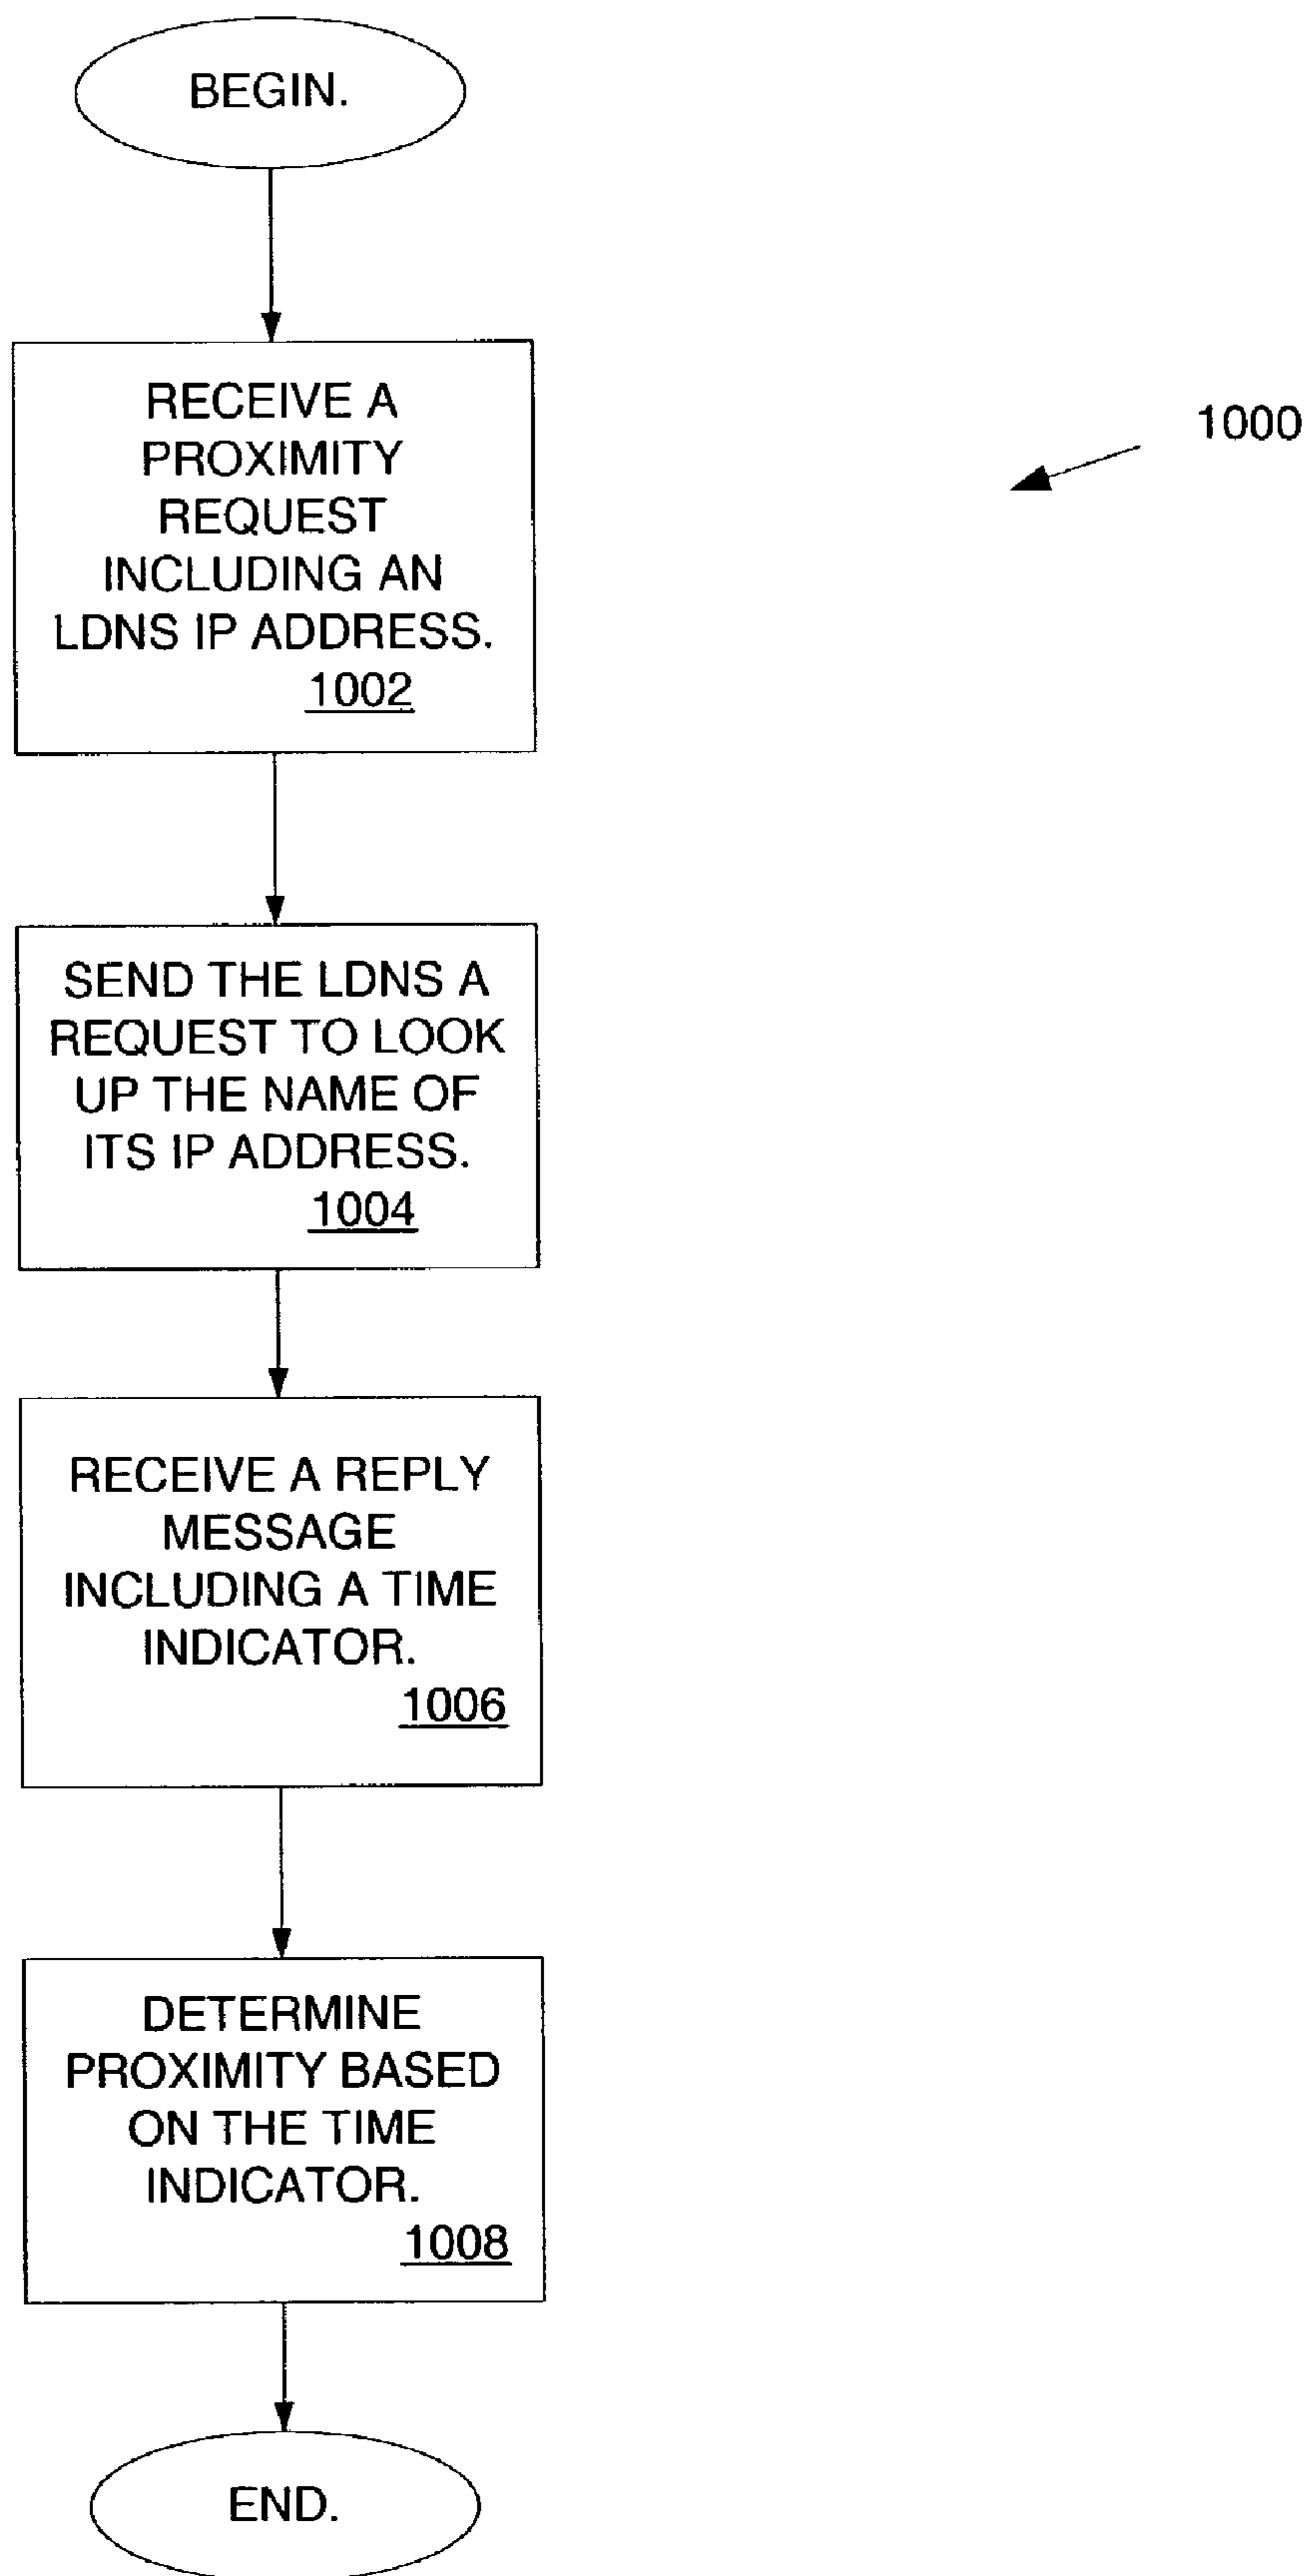 BEGIN.
RECEIVE A
PROXIMITY
REQUEST
INCLUDING AN
LDNS IP ADDRESS.
1002
1000
SEND THE LDNS A
REQUEST TO LOOK
UP THE NAME OF
ITS IP ADDRESS.
1004
RECEIVE A REPLY
MESSAGE
INCLUDING A TIME
INDICATOR.
1006
DETERMINE
PROXIMITY BASED
ON THE TIME
INDICATOR.
1008
END.